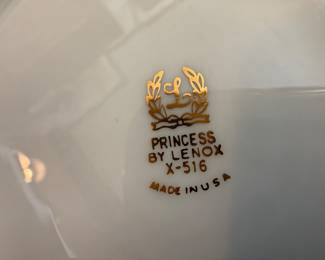 L
PRINCESS
BY LENOX
X-516
MADE IN USA